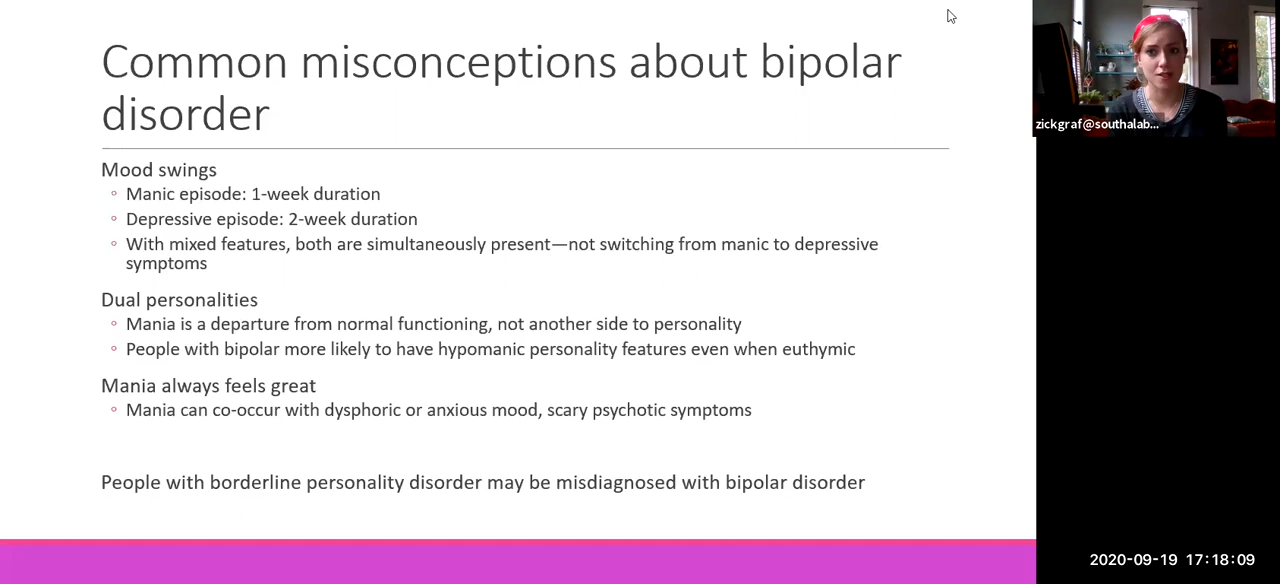 Common misconceptions about bipolar
disorder
Mood swings
◦ Manic episode: 1-week duration
◦ Depressive episode: 2-week duration
◦ With mixed features, both are simultaneously present—not switching from manic to depressive
symptoms
Dual personalities
◦ Mania is a departure from normal functioning, not another side to personality
◦ People with bipolar more likely to have hypomanic personality features even when euthymic
Mania always feels great
◦ Mania can co-occur with dysphoric or anxious mood, scary psychotic symptoms
People with borderline personality disorder may be misdiagnosed with bipolar disorder
zickgraf@southalab...
2020-09-19 17:18:09